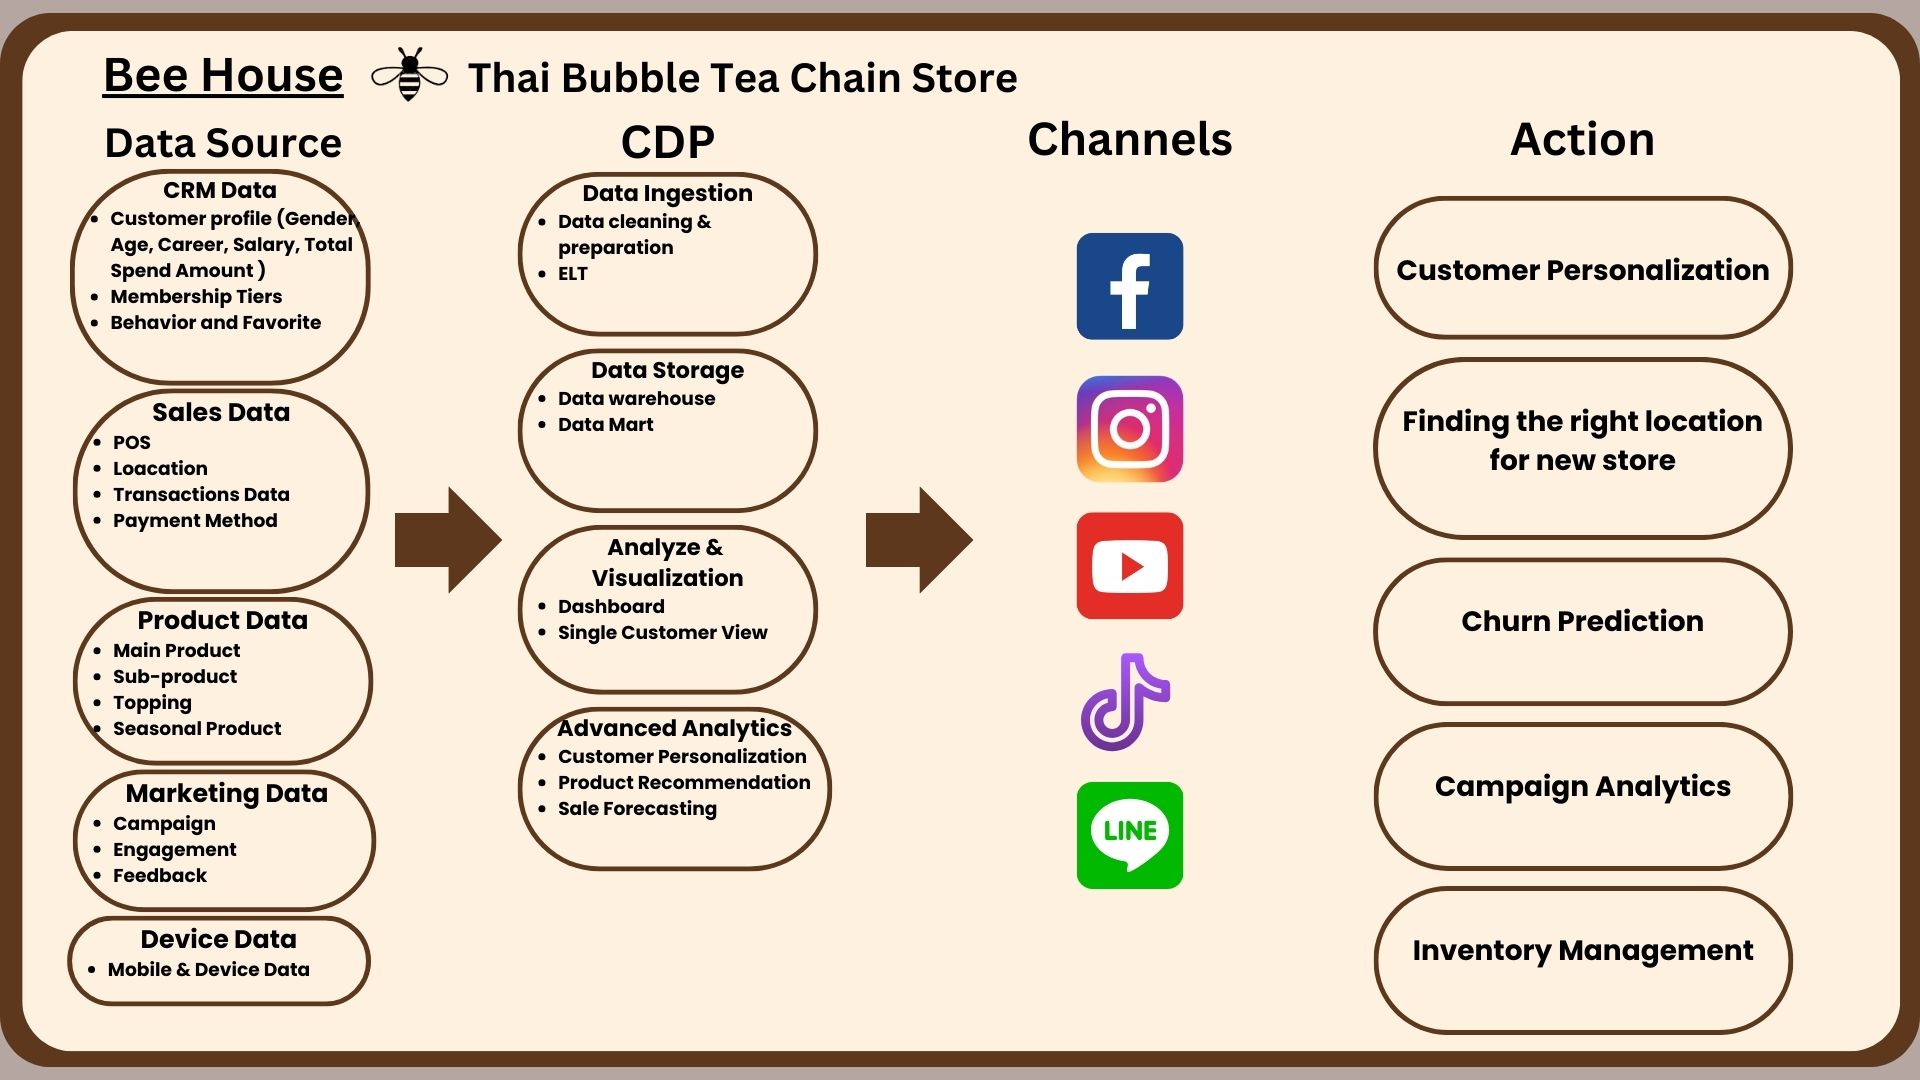 Bee House
Thai Bubble Tea Chain Store
Data Source
CRM Data
Customer profile (Gender,
Age, Career, Salary, Total
Spend Amount )
Membership Tiers
Behavior and Favorite
Sales Data
POS
Loacation
Transactions Data
Payment Method
Product Data
Main Product
Sub-product
Topping
Seasonal Product
Marketing Data
Campaign
Engagement
Feedback
Device Data
Mobile & Device Data
CDP
Data Ingestion
Data cleaning &
preparation
ELT
Data Storage
Data warehouse
Data Mart
Analyze &
Visualization
Dashboard
Single Customer View
Advanced Analytics
Customer Personalization
Product Recommendation
Sale Forecasting
Channels
LINE
Action
Customer Personalization
Finding the right location
for new store
Churn Prediction
Campaign Analytics
Inventory Management